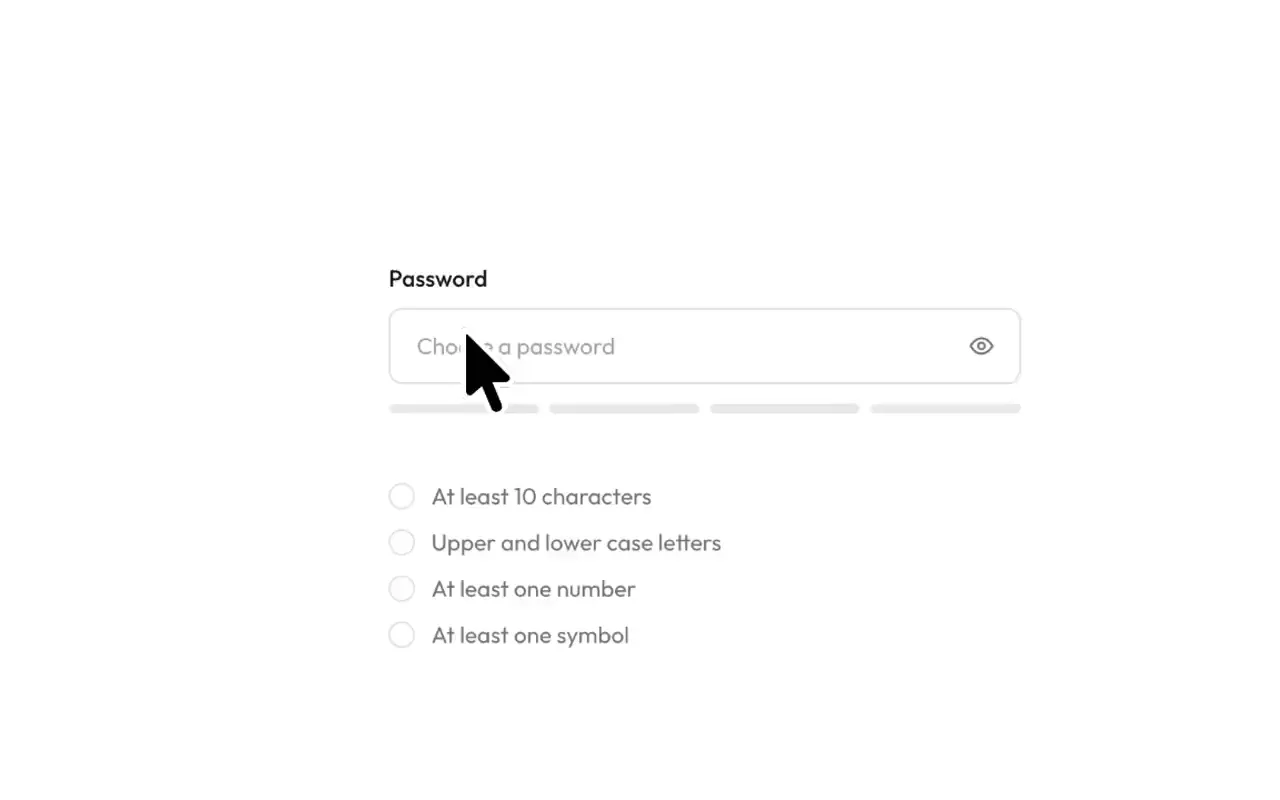 Password
Choose a password
At least 10 characters
Upper and lower case letters
At least one number
At least one symbol